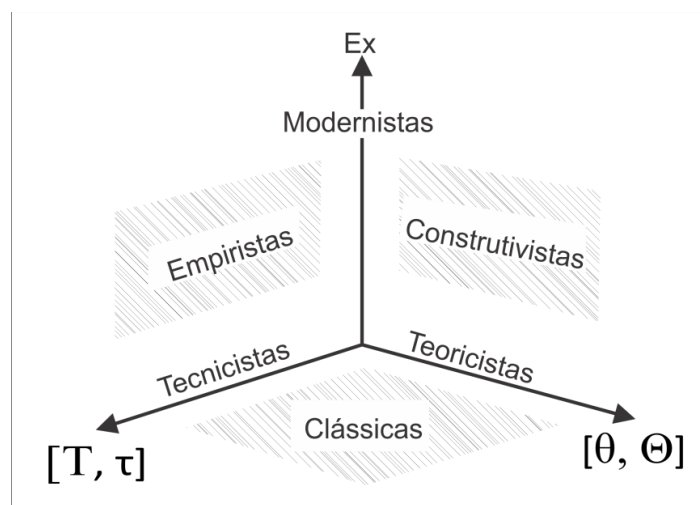 Ex
Modernistas
Empiristas
Construtivistas
Tecnicistas
Teoricistas
Clássicas
[T, τ]
[θ, Θ]